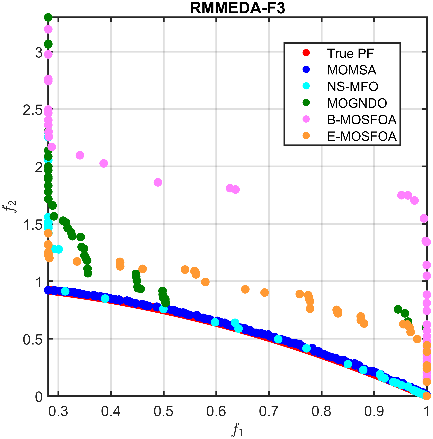 RMMEDA-F3
True PF
MOMSA
NS-MFO
MOGNDO
B-MOSFOA
E-MOSFOA
3
2.5
2
1.5
1
0.5
0
0.3
0.4
0.5
0.6
0.7
0.8
0.9
1
f1
f2